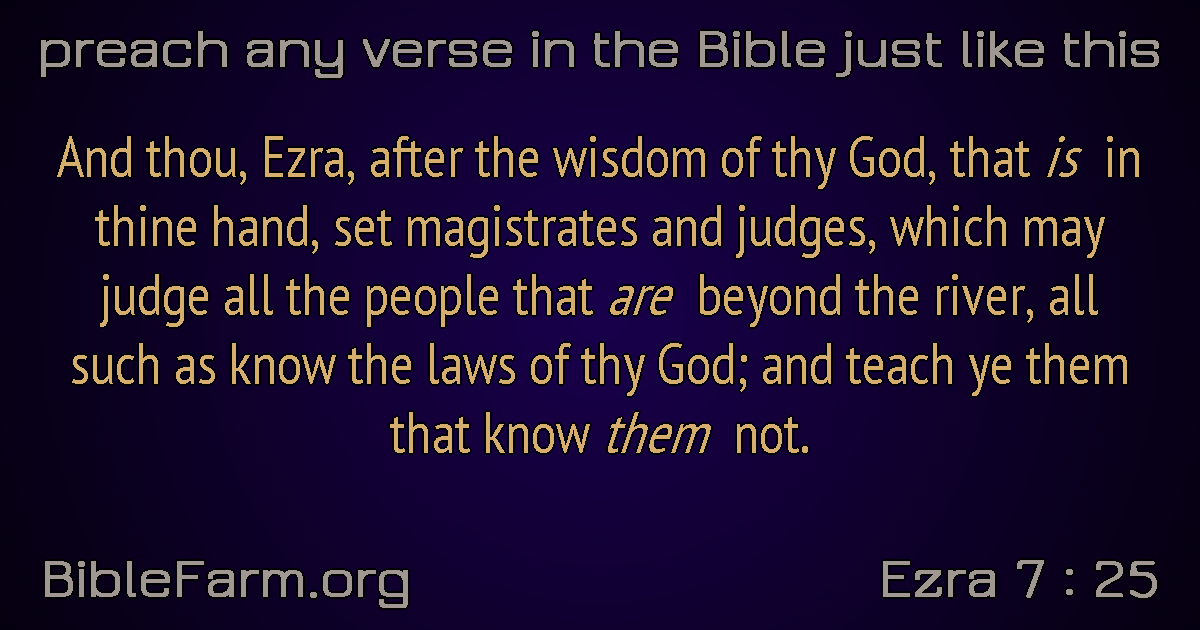 preach any verse in the Bible just like this
And thou, Ezra, after the wisdom of thy God, that is in
thine hand, set magistrates and judges, which may
judge all the people that are beyond the river, all
such as know the laws of thy God; and teach ye them
that know them not.
BibleFarm.org
Ezra 7 : 25